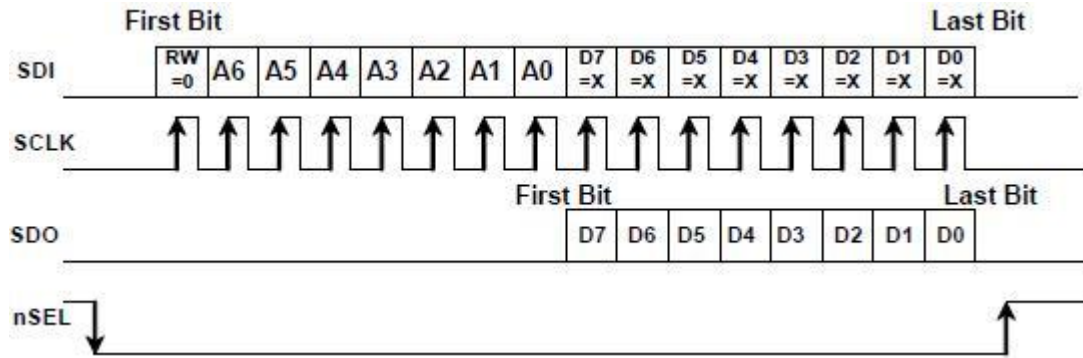 First Bit Last Bit
SDI RW =0 A6 A5 A4 A3 A2 A1 A0 D7 =X D6 =X D5 =X D4 =X D3 =X D2 =X D1 =X D0 =X
SCLK
First Bit Last Bit
SDO D7 D6 D5 D4 D3 D2 D1 D0
nSEL